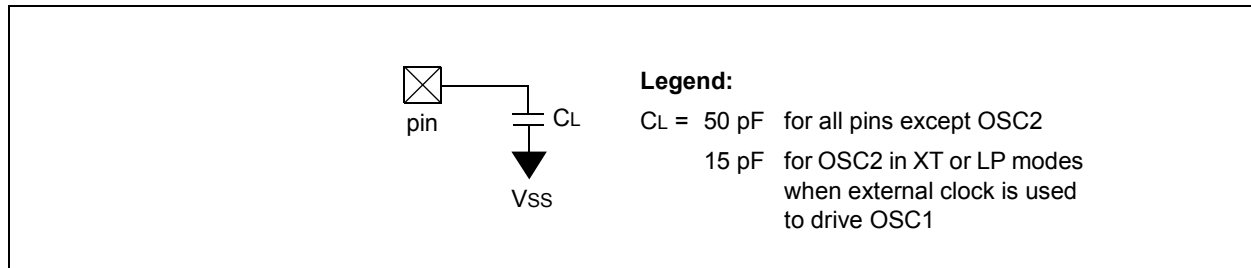 Legend:
pin
CL
VSS
CL = 50 pF for all pins except OSC2
15 pF for OSC2 in XT or LP modes
when external clock is used
to drive OSC1